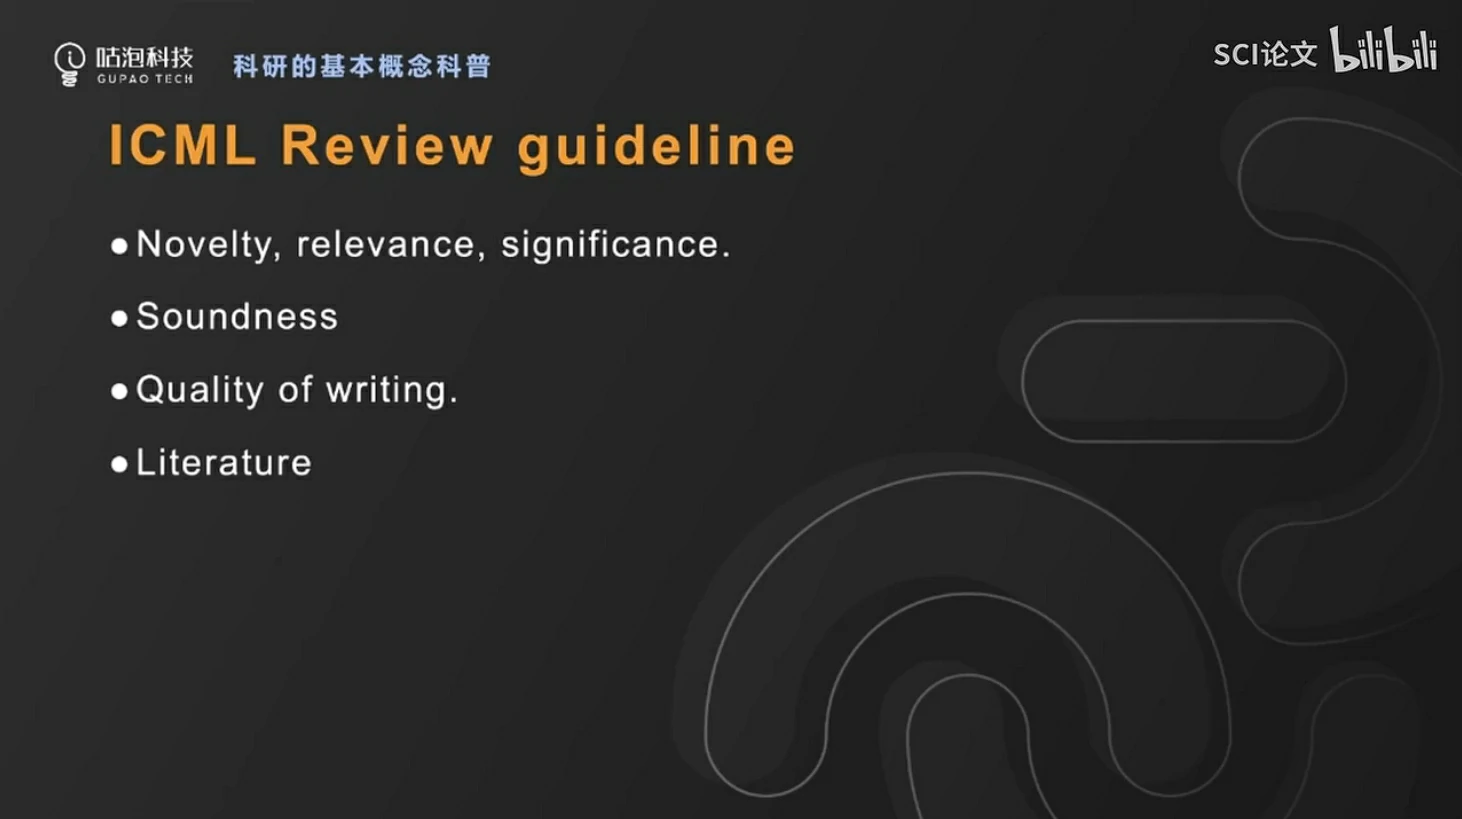 咕泡科技
GUPAO TECH
科研的基本概念科普
SCI论文 bilibili
ICML Review guideline
●Novelty, relevance, significance.
●Soundness
●Quality of writing.
●Literature